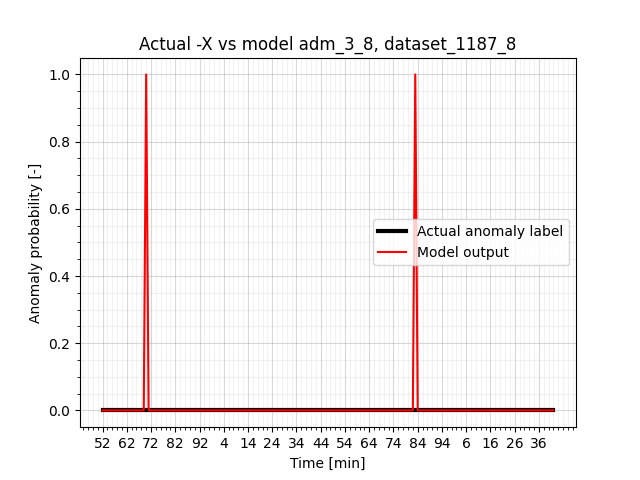 Actual -X vs model adm_3_8, dataset_1187_8
Anomaly probability [-]
1.0
0.8
0.6
0.4
0.2
0.0
Actual anomaly label
Model output
52 62 72 82 92 4 14 24 34 44 54 64 74 84 94 6 16 26 36
Time [min]